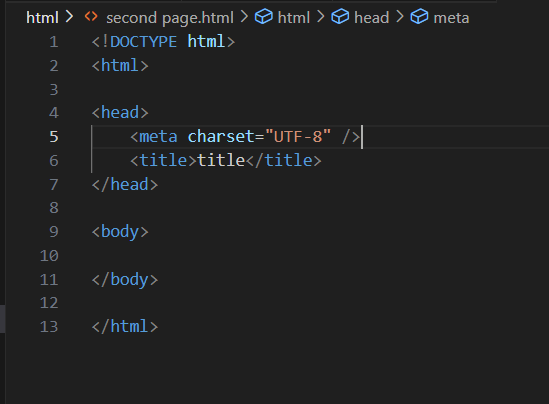 html > second page.html > html > head > meta
1 <!DOCTYPE html>
2 <html>
3
4 <head>
5     <meta charset="UTF-8" />
6     <title>title</title>
7 </head>
8
9 <body>
10
11 </body>
12
13 </html>